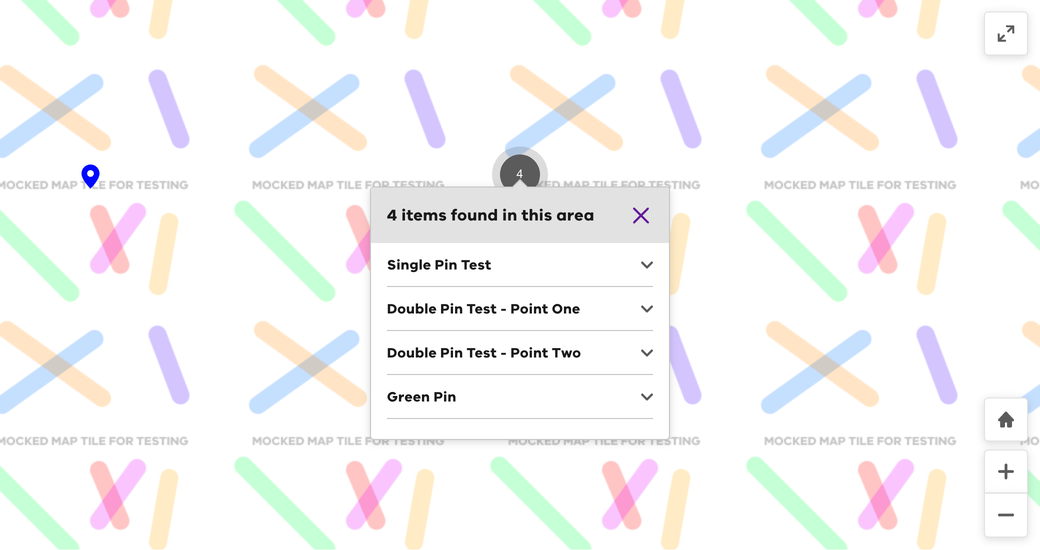 MOCKED MAP TILE FOR TESTING
MOCKED MAP TILE FOR TESTING
4
MOCKED MAP TILE FOR TESTING
MOCKED MAP TILE FOR TESTING
MO
4 items found in this area
Single Pin Test
Double Pin Test - Point One
Double Pin Test - Point Two
Green Pin
MOCKED MAP TILE FOR TESTING
MOCKED MAP TILE FOR TESTING
MOCKED MAP TILE FOR TESTING
MOCKED MAP TILE FOR TESTING
MO